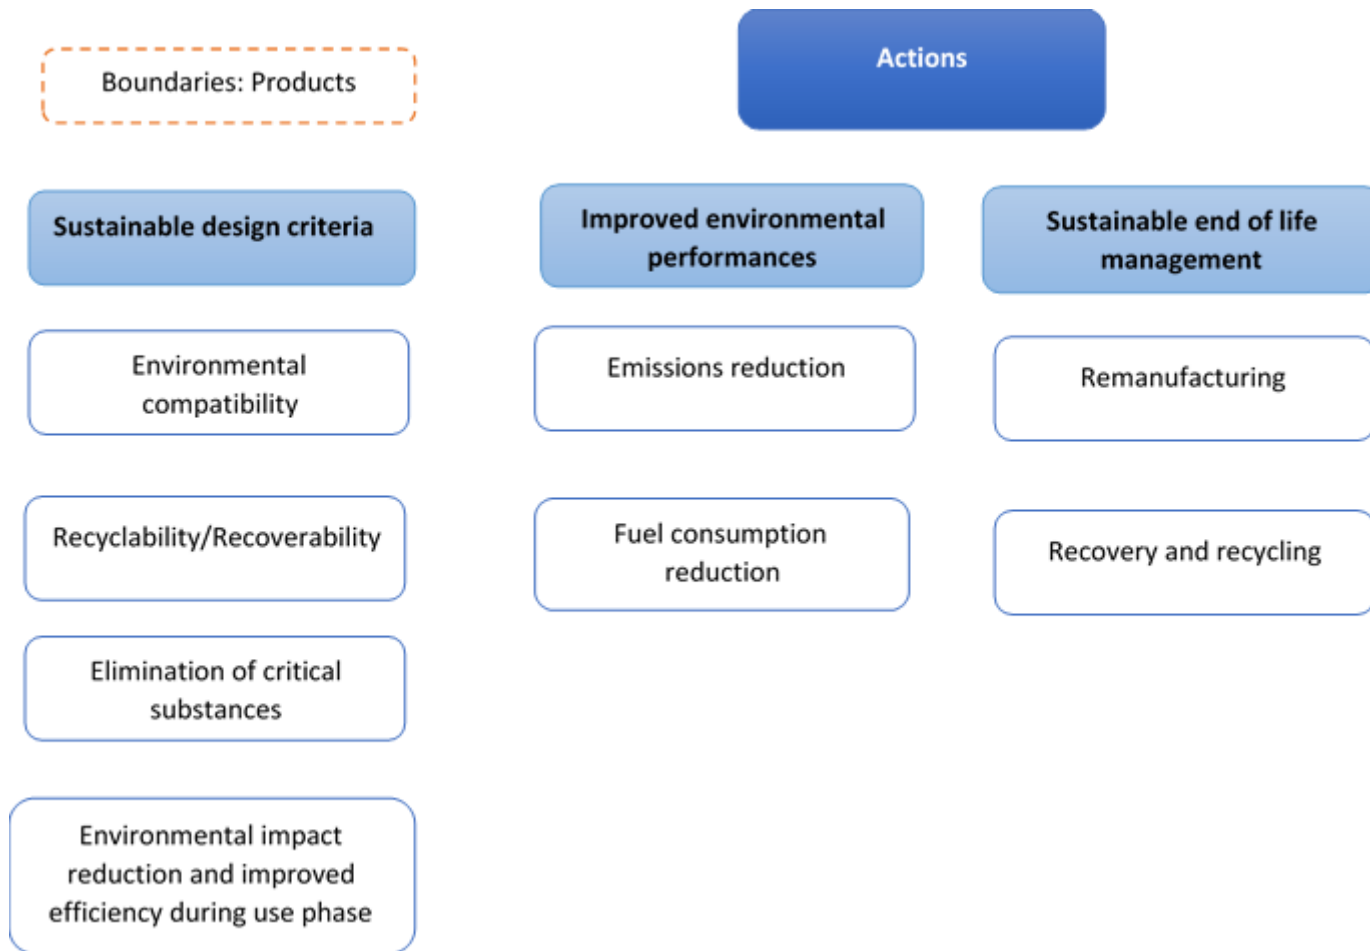 Boundaries: Products
Actions
Sustainable design criteria
Environmental
compatibility
Recyclability/Recoverability
Elimination of critical
substances
Environmental impact
reduction and improved
efficiency during use phase
Improved environmental
performances
Emissions reduction
Fuel consumption
reduction
Sustainable end of life
management
Remanufacturing
Recovery and recycling